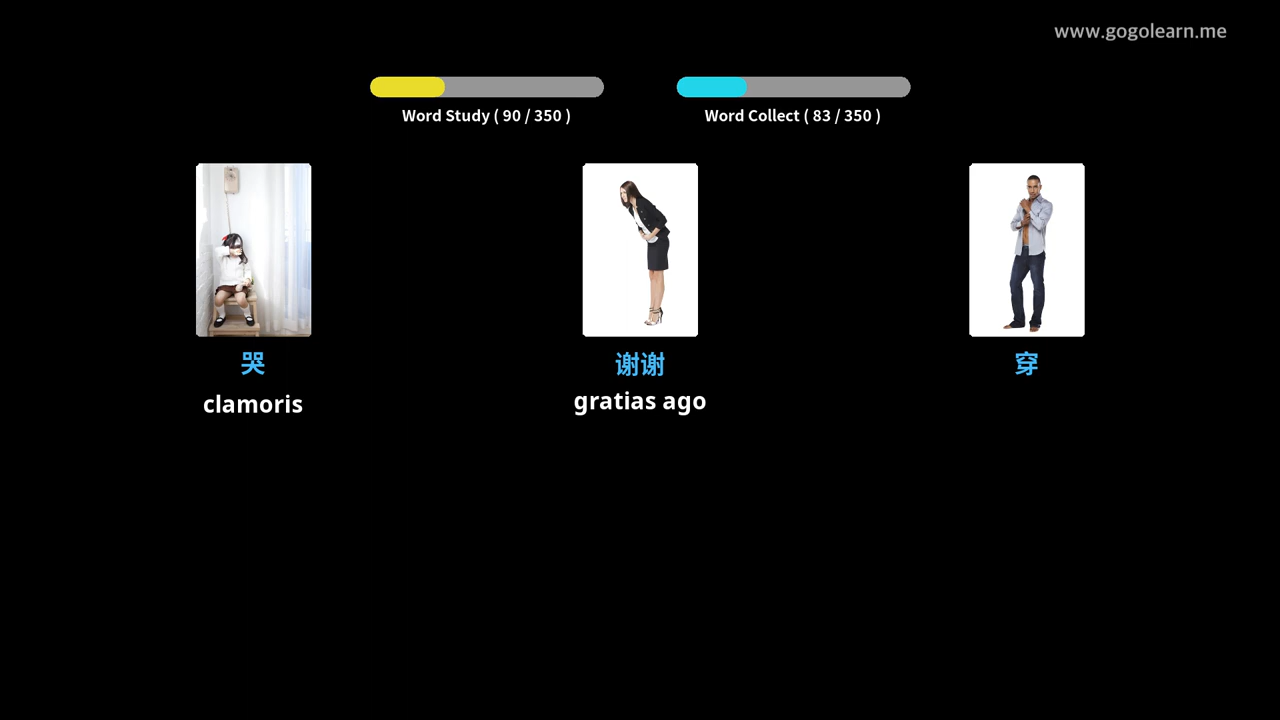 www.gogolearn.me
Word Study ( 90 / 350 )
Word Collect ( 83 / 350 )
哭
谢谢
穿
clamoris
gratias ago